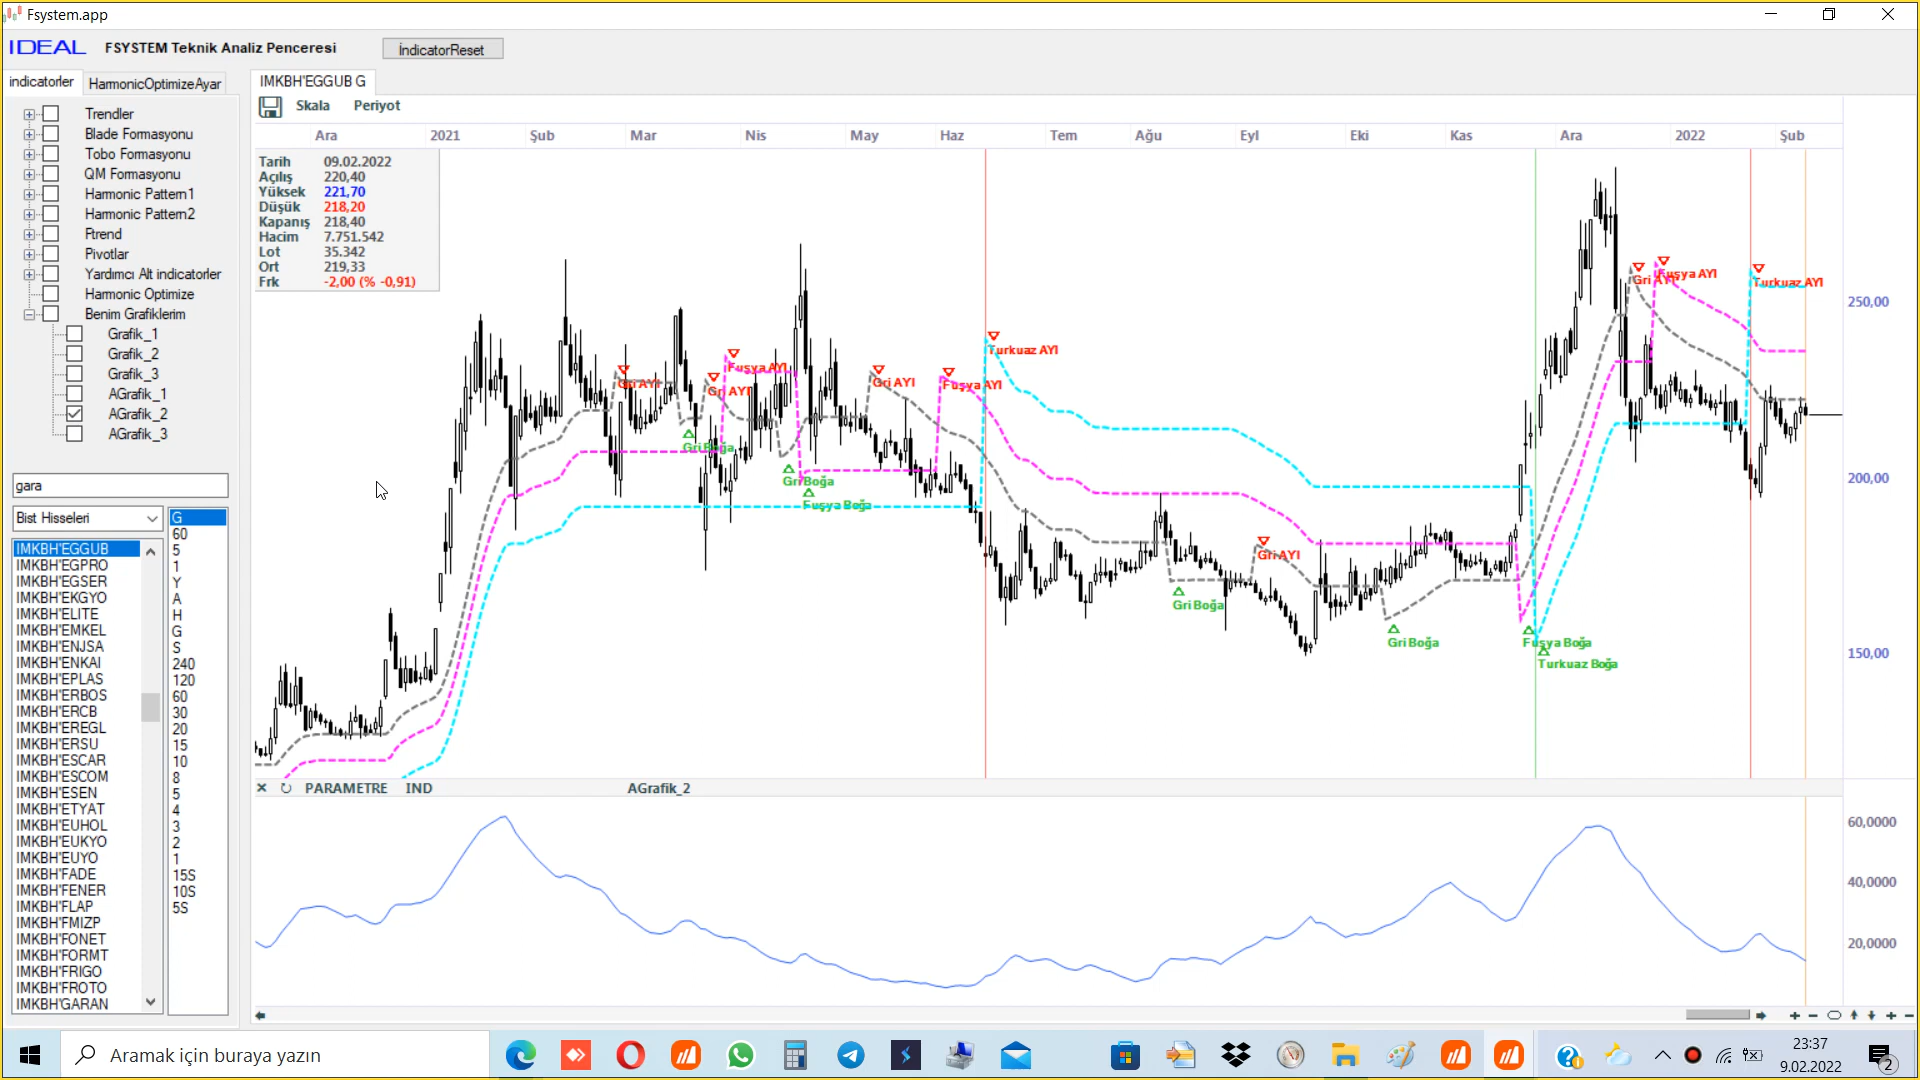 Fsystem.app
IDEAL FSYSTEM Teknik Analiz Penceresi İndicatorReset
indicatorler HarmonicOptimizeAyar
Trendler
Blade Formasyonu
Tobo Formasyonu
QM Formasyonu
Harmonic Pattern1
Harmonic Pattern2
Ftrend
Pivotlar
Yardımcı Alt indicatorler
Harmonic Optimize
Benim Grafiklerim
Grafik_1
Grafik_2
Grafik_3
AGrafik_1
AGrafik_2
AGrafik_3
gara
Bist Hisseleri
IMKBH'EGGUB
IMKBH'EGPRO
IMKBH'EGSER
IMKBH'EKGYO
IMKBH'ELITE
IMKBH'EMKEL
IMKBH'ENJSA
IMKBH'ENKAI
IMKBH'EPLAS
IMKBH'ERBOS
IMKBH'ERCB
IMKBH'EREGL
IMKBH'ERSU
IMKBH'ESCAR
IMKBH'ESCOM
IMKBH'ESEN
IMKBH'ETYAT
IMKBH'EUHOL
IMKBH'EUKYO
IMKBH'EUYO
IMKBH'FADE
IMKBH'FENER
IMKBH'FLAP
IMKBH'FMIZP
IMKBH'FONET
IMKBH'FORMT
IMKBH'FRIGO
IMKBH'FROTO
IMKBH'GARAN
G
60
5
1
Y
A
H
G
S
240
120
60
30
20
15
10
8
5
4
3
2
1
15S
10S
5S
IMKBH'EGGUB G
Skala Periyot
Ara 2021 Şub Mar Nis May Haz Tem Ağu Eyl Eki Kas Ara 2022 Şub
Tarih 09.02.2022
Açılış 220,40
Yüksek 221,70
Düşük 218,20
Kapanış 218,40
Hacim 7.751.542
Lot 35.342
Ort 219,33
Frk -2,00 (% -0,91)
Gri AYI
Gri Boğa
Fuşya AYI
Gri AYI
Gri Boğa
Fuşya Boğa
Gri AYI
Fuşya AYI
Turkuaz AYI
Gri Boğa
Gri AYI
Gri Boğa
Fuşya Boğa
Turkuaz Boğa
Gri AYI
Fuşya AYI
Turkuaz AYI
250,00
200,00
150,00
PARAMETRE IND AGrafik_2
60,0000
40,0000
20,0000
Aramak için buraya yazın
23:37
9.02.2022
2